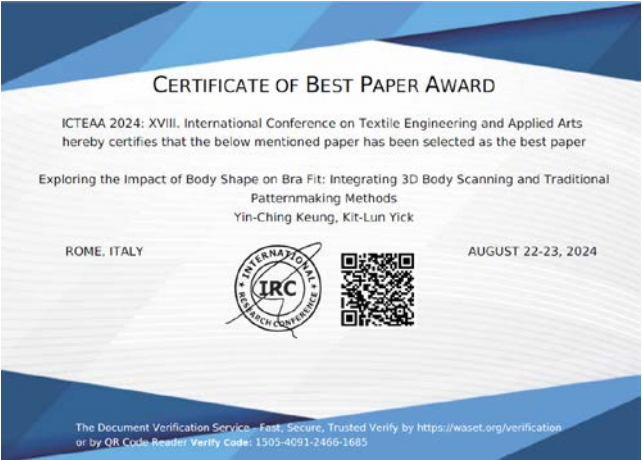 CERTIFICATE OF BEST PAPER AWARD
ICTEAA 2024: XVIII. International Conference on Textile Engineering and Applied Arts
hereby certifies that the below mentioned paper has been selected as the best paper
Exploring the Impact of Body Shape on Bra Fit: Integrating 3D Body Scanning and Traditional
Patternmaking Methods
Yin-Ching Keung, Kit-Lun Yick
ROME, ITALY
INTERNATIONAL
IRC
RESEARCH CONFERENCE
AUGUST 22-23, 2024
The Document Verification Service - Fast, Secure, Trusted Verify by https://waset.org/verification
or by QR Code Reader Verify Code: 1505-4091-2466-1685